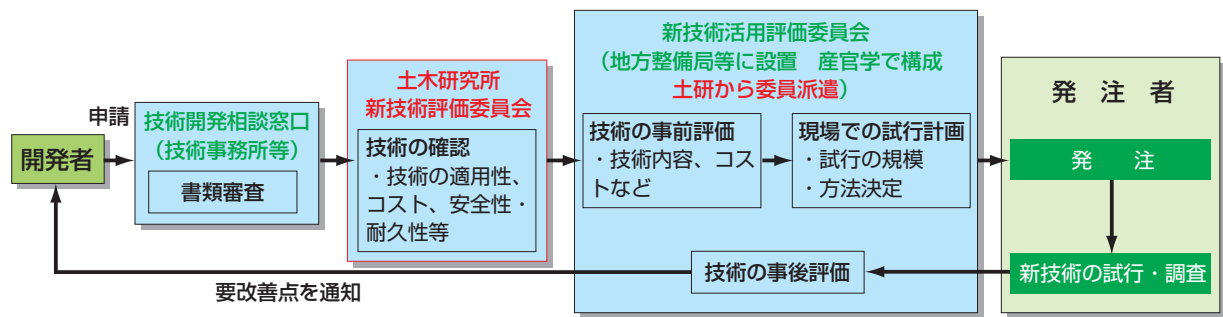 開発者
申請
技術開発相談窓口
（技術事務所等）
書類審査
土木研究所
新技術評価委員会
技術の確認
・技術の適用性、
コスト、安全性・
耐久性等
新技術活用評価委員会
（地方整備局等に設置　産官学で構成
土研から委員派遣）
技術の事前評価
・技術内容、コス
トなど
現場での試行計画
・試行の規模
・方法決定
発　注　者
発　　注
新技術の試行・調査
技術の事後評価
要改善点を通知